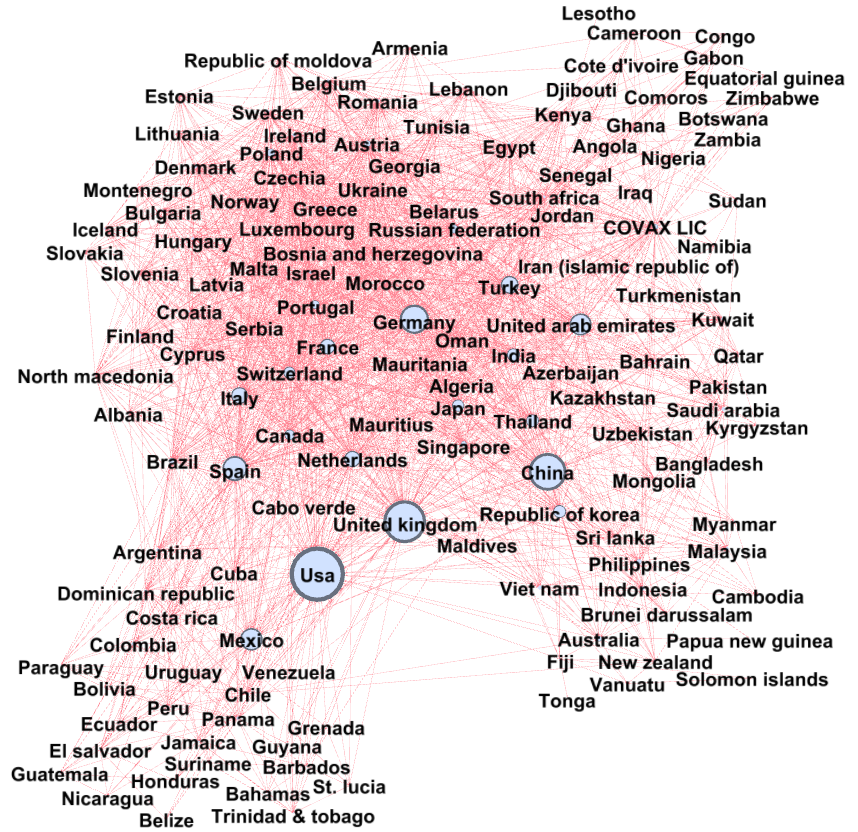 Lesotho
Cameroon
Congo
Armenia
Republic of moldova
Gabon
Cote d'ivoire
Equatorial guinea
Belgium
Lebanon
Djibouti
Estonia
Romania
Comoros
Zimbabwe
Sweden
Kenya
Botswana
Lithuania
Ireland
Tunisia
Ghana
Zambia
Poland
Austria
Egypt
Angola
Nigeria
Denmark
Georgia
Czechia
Senegal
Montenegro
Ukraine
Iraq
Norway
South africa
Sudan
Bulgaria
Greece
Belarus
Jordan
Iceland
Luxembourg
Russian federation
COVAX LIC
Hungary
Namibia
Slovakia
Bosnia and herzegovina
Slovenia
Malta
Israel
Iran (islamic republic of)
Latvia
Morocco
Turkey
Turkmenistan
Croatia
Portugal
Germany
United arab emirates
Kuwait
Serbia
Finland
France
Oman
Cyprus
India
Qatar
North macedonia
Switzerland
Mauritania
Azerbaijan
Bahrain
Italy
Algeria
Pakistan
Albania
Japan
Kazakhstan
Saudi arabia
Mauritius
Thailand
Kyrgyzstan
Canada
Singapore
Uzbekistan
Brazil
Spain
Netherlands
China
Bangladesh
Mongolia
Cabo verde
United kingdom
Republic of korea
Myanmar
Argentina
Maldives
Sri lanka
Malaysia
Cuba
Usa
Philippines
Dominican republic
Viet nam
Indonesia
Cambodia
Costa rica
Brunei darussalam
Colombia
Mexico
Australia
Papua new guinea
Paraguay
Uruguay
Venezuela
Fiji
New zealand
Bolivia
Chile
Vanuatu
Solomon islands
Peru
Tonga
Ecuador
Panama
Grenada
El salvador
Jamaica
Guyana
Guatemala
Suriname
Barbados
Honduras
St. lucia
Nicaragua
Bahamas
Belize
Trinidad & tobago